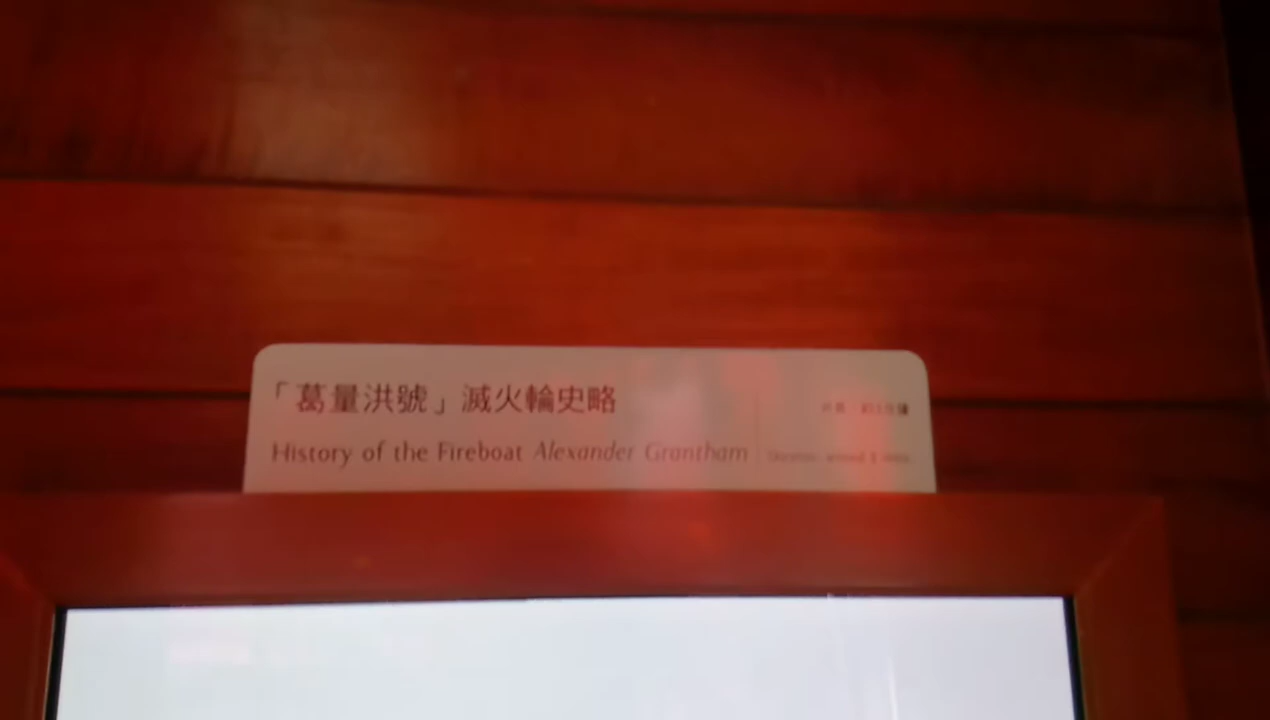 「葛量洪號」滅火輪史略
History of the Fireboat Alexander Grantham